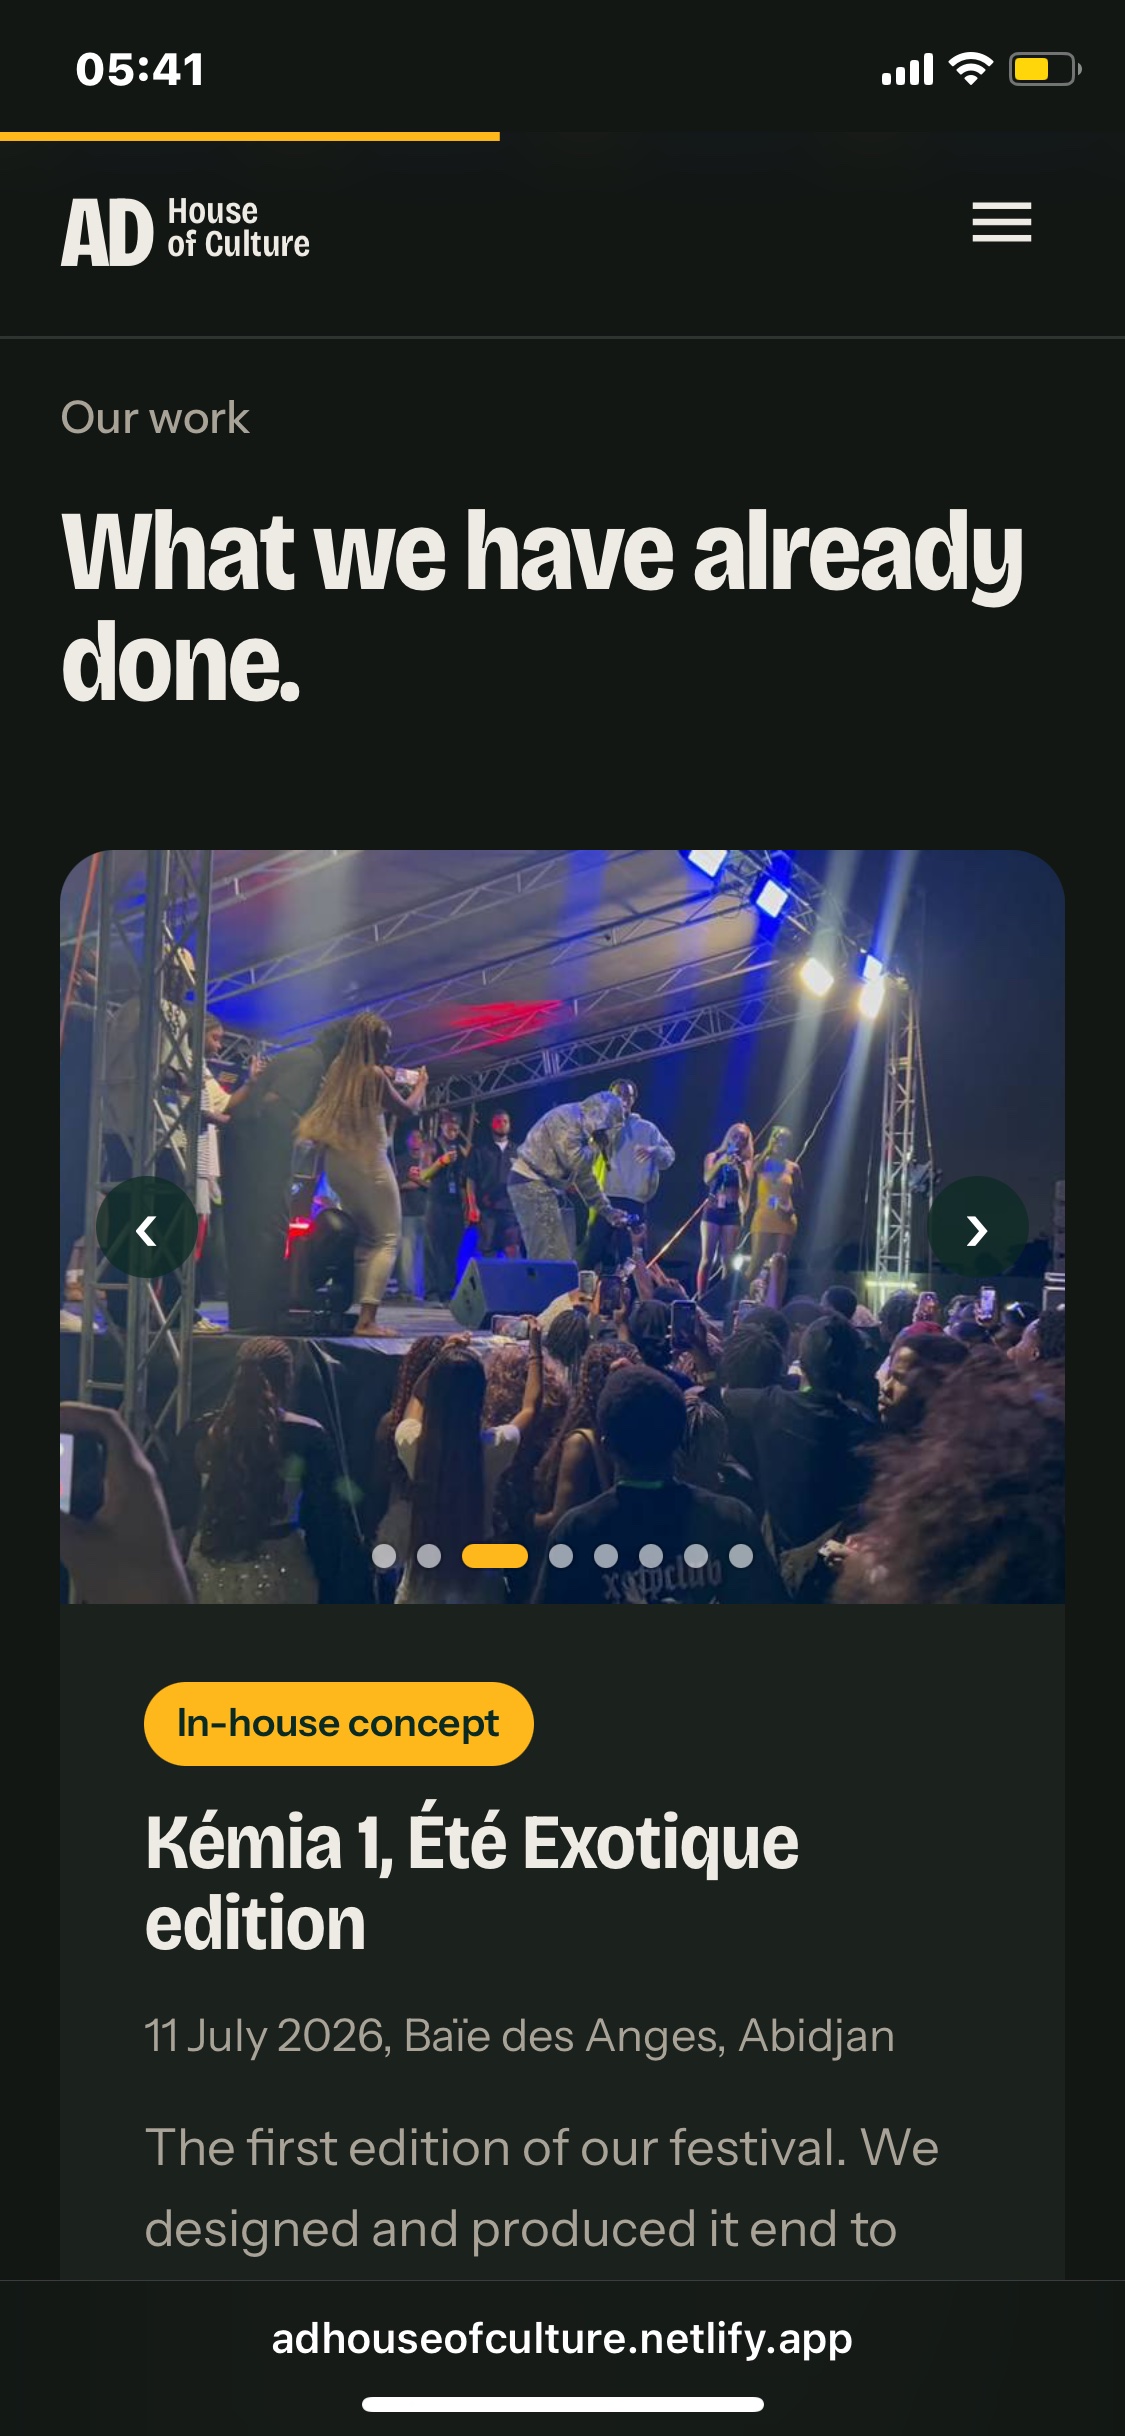 05:41
AD House
of Culture
Our work
What we have already
done.
‹ ›
In-house concept
Kémia 1, Été Exotique
edition
11 July 2026, Baïe des Anges, Abidjan
The first edition of our festival. We
designed and produced it end to
adhouseofculture.netlify.app